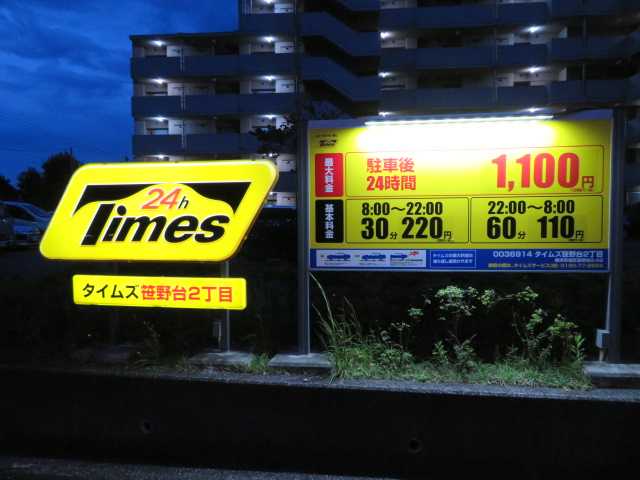 24h
Times
タイムズ 笹野台2丁目
最大料金
駐車後
24時間
1,100円
基本料金
8:00～22:00
30分 220円
22:00～8:00
60分 110円
0036814 タイムズ笹野台2丁目